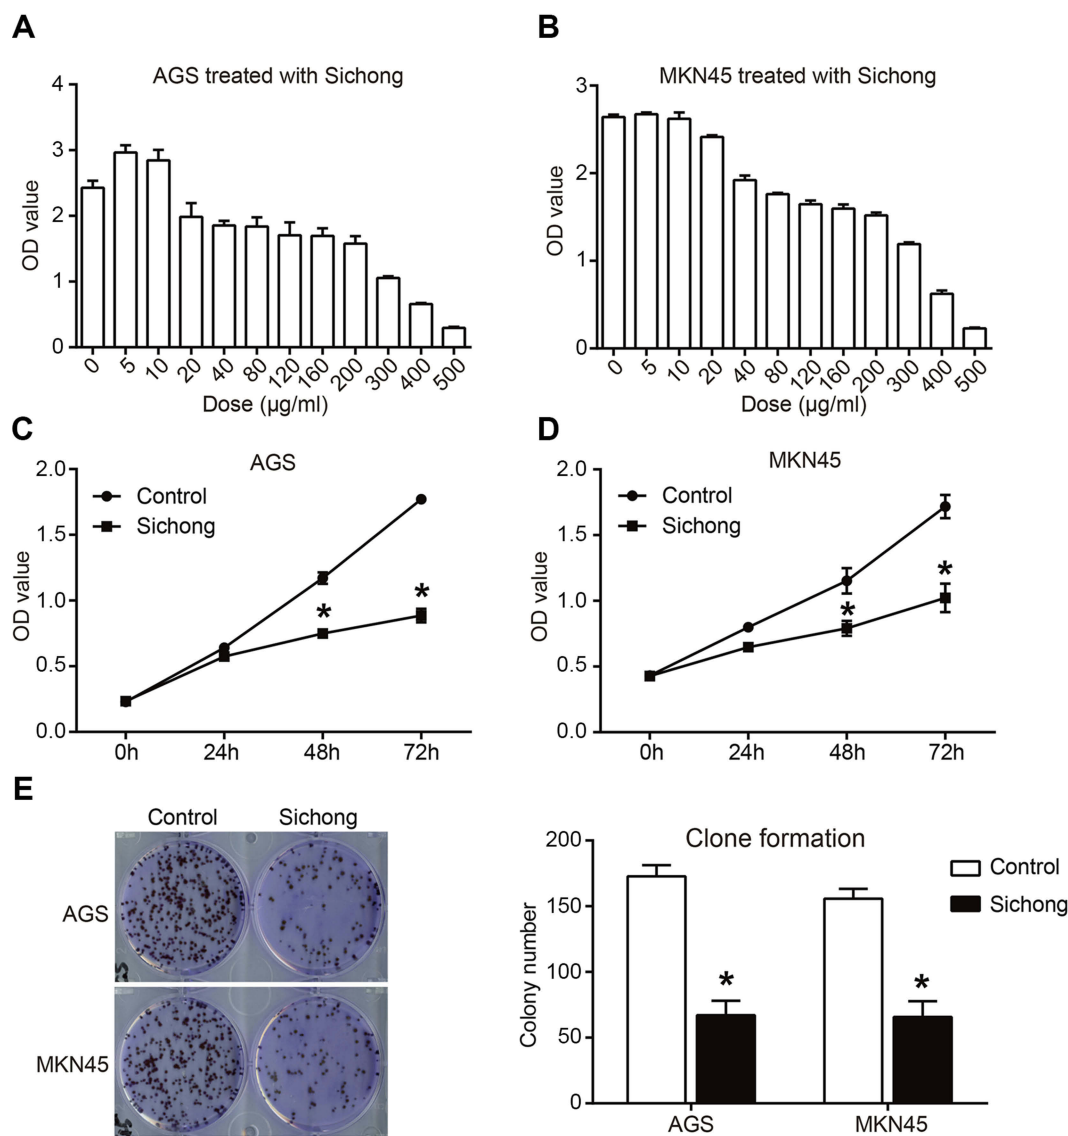 A
AGS treated with Sichong
OD value
4
3
2
1
0
0 5 10 20 40 80 120 160 200 300 400 500
Dose (µg/ml)
B
MKN45 treated with Sichong
OD value
3
2
1
0
0 5 10 20 40 80 120 160 200 300 400 500
Dose (µg/ml)
C
AGS
Control
Sichong
OD value
2.0
1.5
1.0
0.5
0.0
*
*
0h 24h 48h 72h
D
MKN45
Control
Sichong
OD value
2.0
1.5
1.0
0.5
0.0
*
*
0h 24h 48h 72h
E
Control Sichong
AGS
MKN45
Clone formation
Control
Sichong
Colony number
200
150
100
50
0
*
*
AGS MKN45